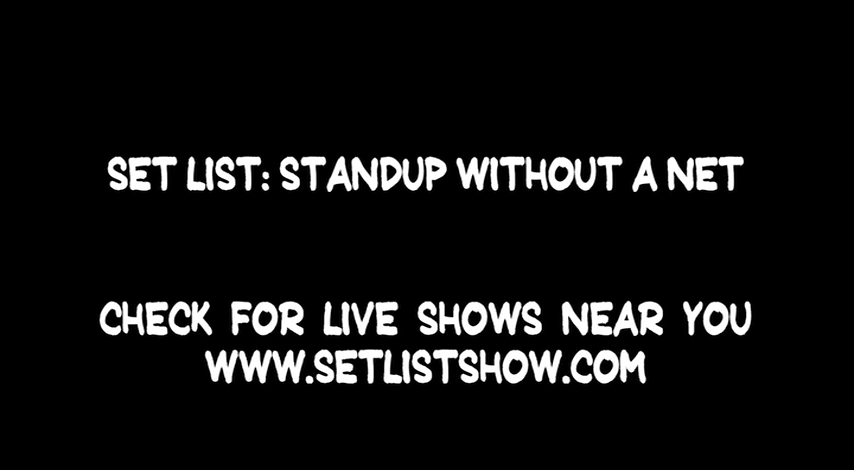 SET LIST: STANDUP WITHOUT A NET
CHECK FOR LIVE SHOWS NEAR YOU
WWW.SETLISTSHOW.COM